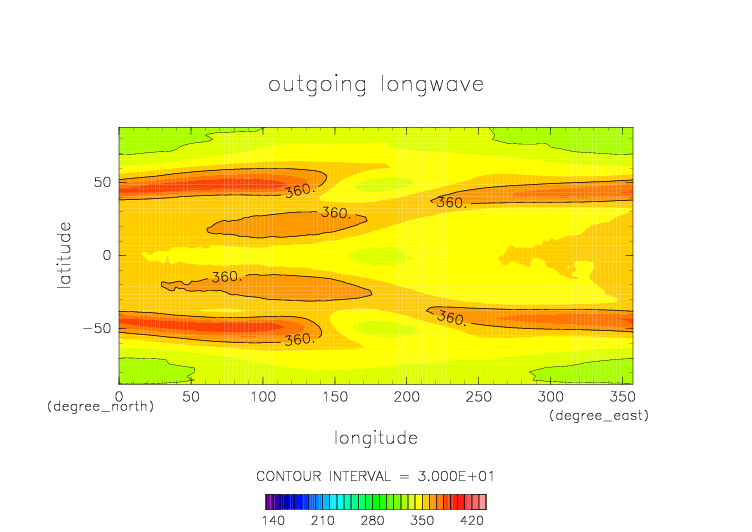 outgoing longwave
360.
360.
360.
360.
360.
360.
360.
latitude
50
0
−50
0
50
100
150
200
250
300
350
(degree_north)
(degree_east)
longitude
CONTOUR INTERVAL = 3.000E+01
140 210 280 350 420